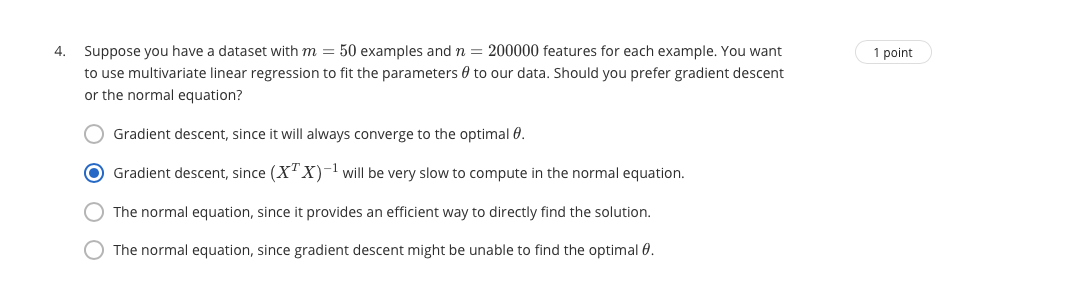 4. Suppose you have a dataset with m = 50 examples and n = 200000 features for each example. You want 1 point
to use multivariate linear regression to fit the parameters θ to our data. Should you prefer gradient descent
or the normal equation?
Gradient descent, since it will always converge to the optimal θ.
Gradient descent, since (XᵀX)⁻¹ will be very slow to compute in the normal equation.
The normal equation, since it provides an efficient way to directly find the solution.
The normal equation, since gradient descent might be unable to find the optimal θ.